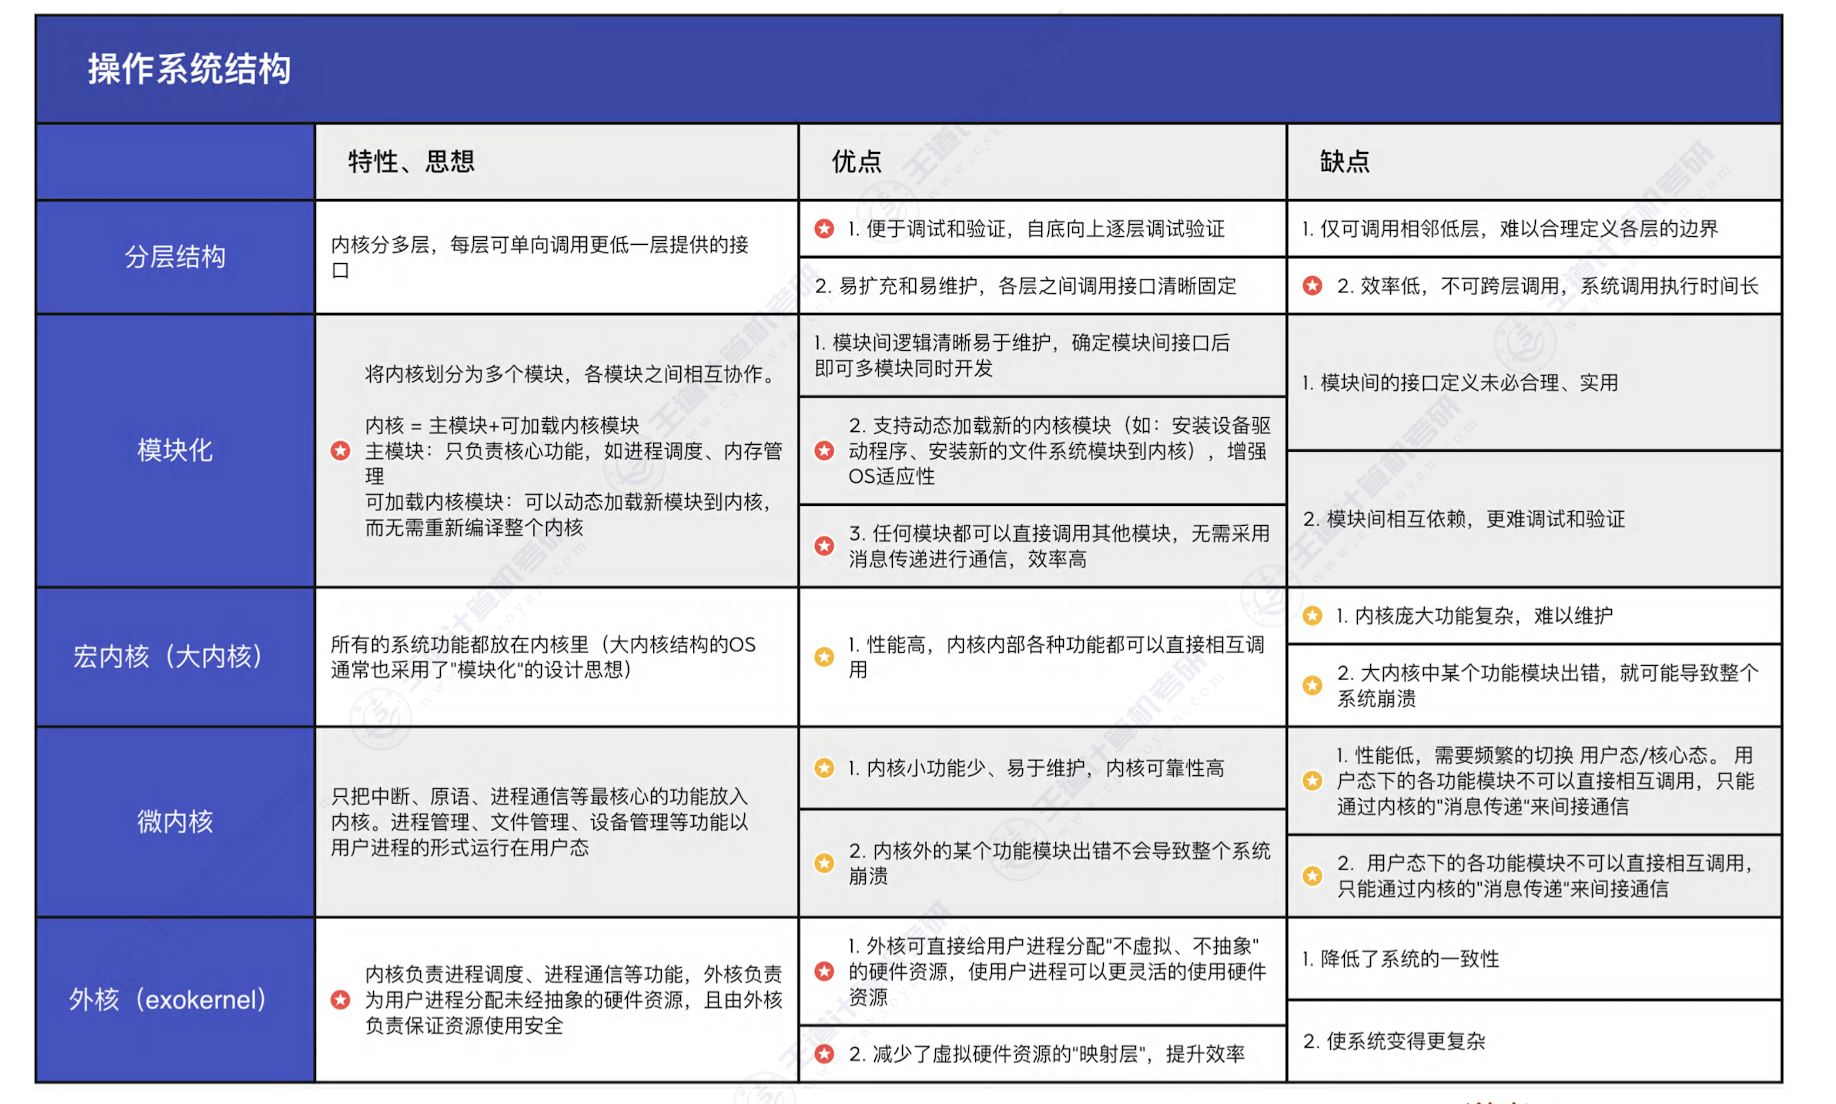 操作系统结构
特性、思想
优点
缺点
分层结构
内核分多层，每层可单向调用更低一层提供的接
口
1. 便于调试和验证，自底向上逐层调试验证
2. 易扩充和易维护，各层之间调用接口清晰固定
1. 仅可调用相邻低层，难以合理定义各层的边界
2. 效率低，不可跨层调用，系统调用执行时间长
模块化
将内核划分为多个模块，各模块之间相互协作。
内核 = 主模块+可加载内核模块
主模块：只负责核心功能，如进程调度、内存管
理
可加载内核模块：可以动态加载新模块到内核，
而无需重新编译整个内核
1. 模块间逻辑清晰易于维护，确定模块间接口后
即可多模块同时开发
2. 支持动态加载新的内核模块（如：安装设备驱
动程序、安装新的文件系统模块到内核），增强
OS适应性
3. 任何模块都可以直接调用其他模块，无需采用
消息传递进行通信，效率高
1. 模块间的接口定义未必合理、实用
2. 模块间相互依赖，更难调试和验证
宏内核（大内核）
所有的系统功能都放在内核里（大内核结构的OS
通常也采用了"模块化"的设计思想）
1. 性能高，内核内部各种功能都可以直接相互调
用
1. 内核庞大功能复杂，难以维护
2. 大内核中某个功能模块出错，就可能导致整个
系统崩溃
微内核
只把中断、原语、进程通信等最核心的功能放入
内核。进程管理、文件管理、设备管理等功能以
用户进程的形式运行在用户态
1. 内核小功能少、易于维护，内核可靠性高
2. 内核外的某个功能模块出错不会导致整个系统
崩溃
1. 性能低，需要频繁的切换 用户态/核心态。 用
户态下的各功能模块不可以直接相互调用，只能
通过内核的"消息传递"来间接通信
2. 用户态下的各功能模块不可以直接相互调用，
只能通过内核的"消息传递"来间接通信
外核（exokernel）
内核负责进程调度、进程通信等功能，外核负责
为用户进程分配未经抽象的硬件资源，且由外核
负责保证资源使用安全
1. 外核可直接给用户进程分配"不虚拟、不抽象"
的硬件资源，使用户进程可以更灵活的使用硬件
资源
2. 减少了虚拟硬件资源的"映射层"，提升效率
1. 降低了系统的一致性
2. 使系统变得更复杂
王道计算机考研